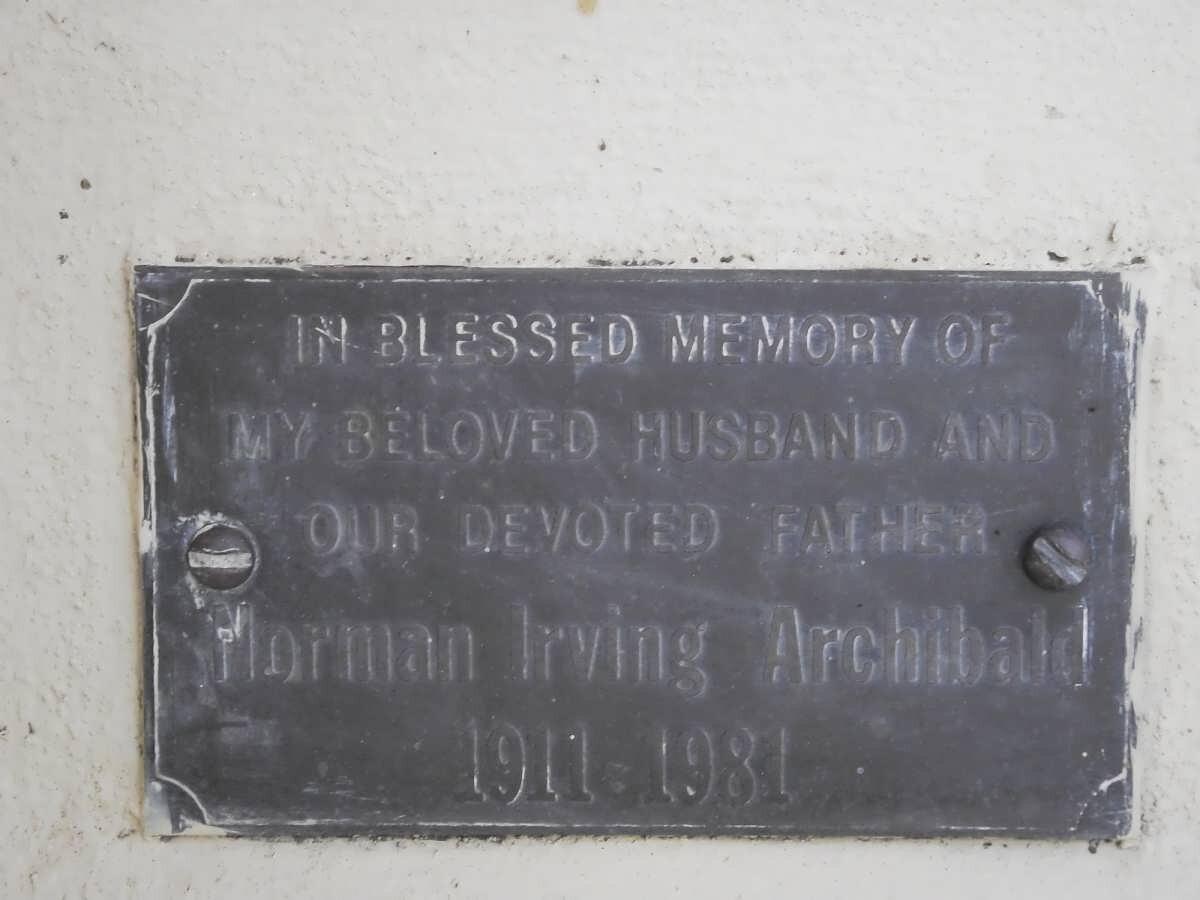 IN BLESSED MEMORY OF
MY BELOVED HUSBAND AND
OUR DEVOTED FATHER
Norman Irving Archibald
1911-1981